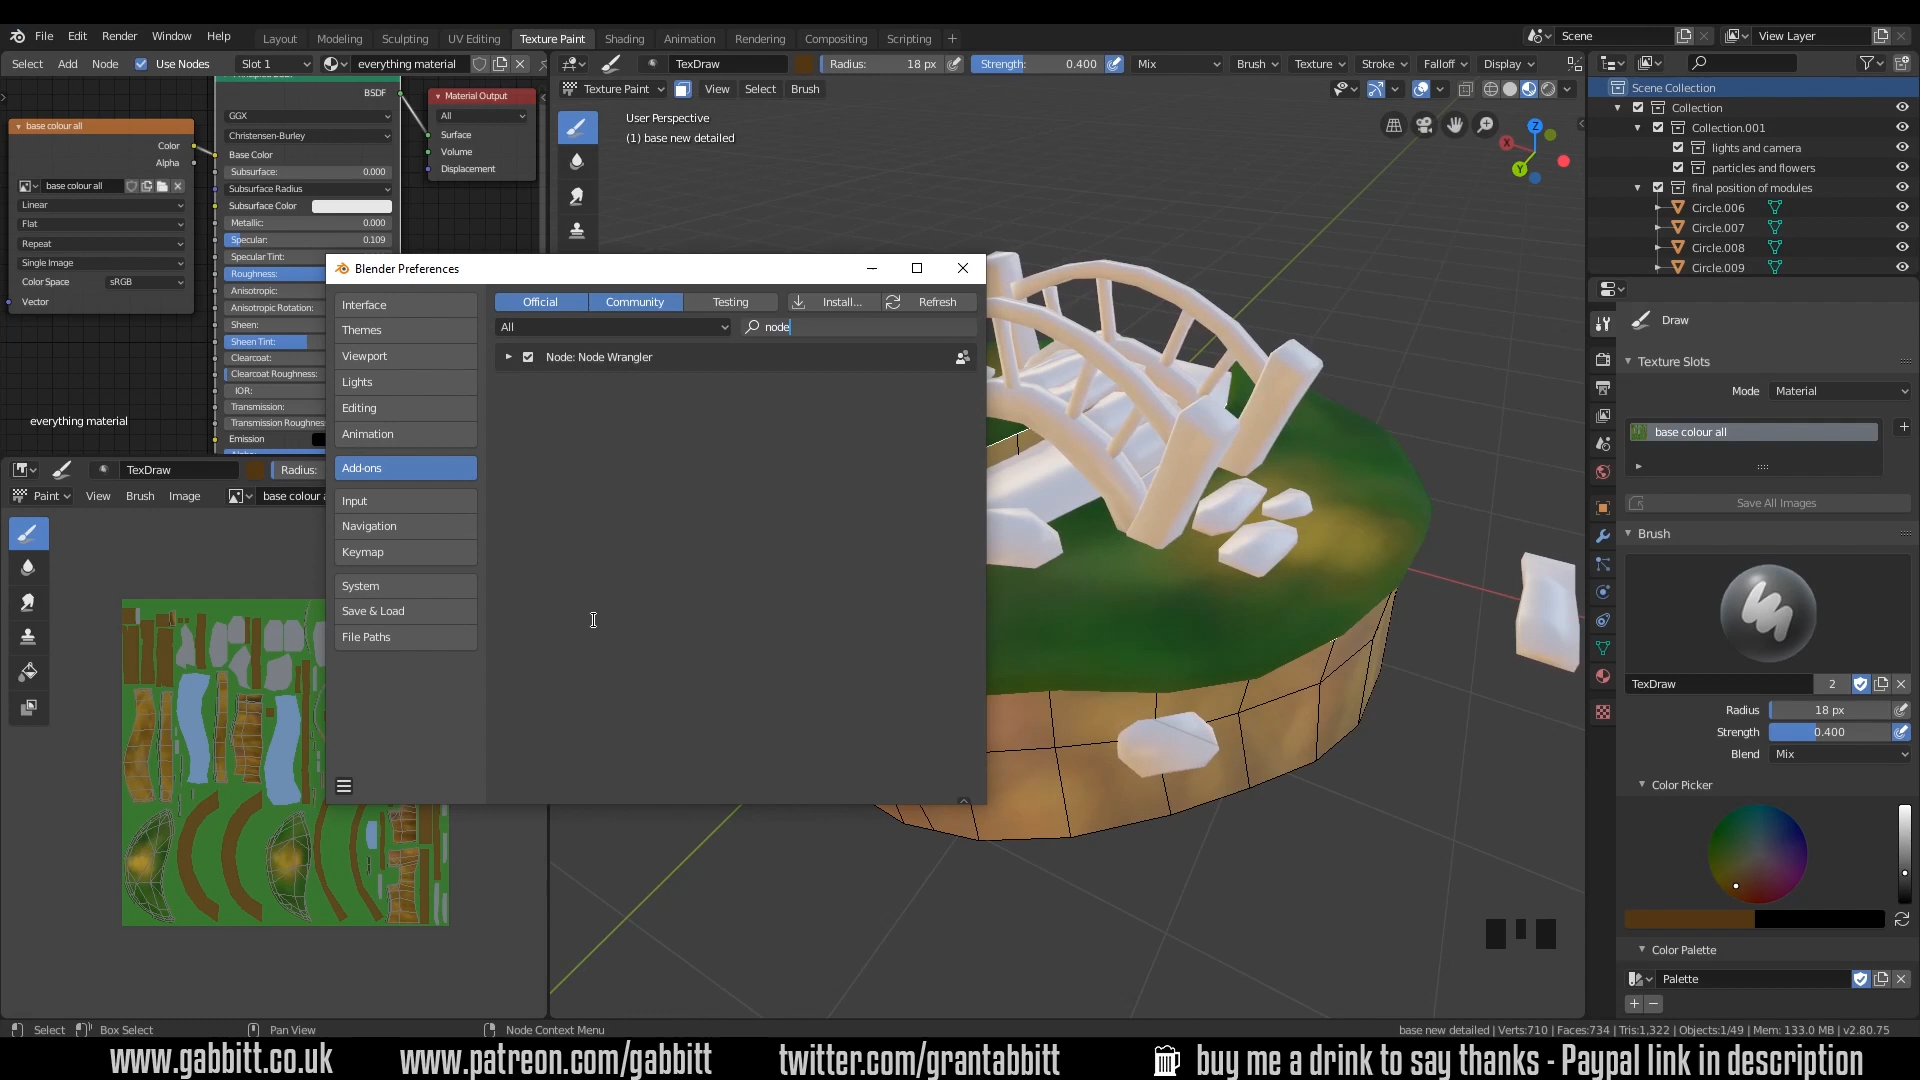 File Edit Render Window Help Layout Modeling Sculpting UV Editing Texture Paint Shading Animation Rendering Compositing Scripting + Scene View Layer
Select Add Node Use Nodes Slot 1 everything material TexDraw Radius: 18 px Strength: 0.400 Mix Brush Texture Stroke Falloff Display
Texture Paint View Select Brush
User Perspective
(1) base new detailed
BSDF
GGX
Christensen-Burley
Base Color
Subsurface: 0.000
Subsurface Radius
Subsurface Color
Metallic: 0.000
Specular: 0.109
Specular Tint:
Roughness:
Anisotropic:
Anisotropic Rotation:
Sheen:
Sheen Tint:
Clearcoat:
Clearcoat Roughness:
IOR:
Transmission:
Transmission Roughness
Emission
Material Output
All
Surface
Volume
Displacement
base colour all
Color
Alpha
base colour all
Linear
Flat
Repeat
Single Image
Color Space sRGB
Vector
everything material
TexDraw Radius:
Paint View Brush Image base colour a
Blender Preferences
Interface
Themes
Viewport
Lights
Editing
Animation
Add-ons
Input
Navigation
Keymap
System
Save & Load
File Paths
Official Community Testing Install... Refresh
All node
Node: Node Wrangler
Z
X
Y
Scene Collection
Collection
Collection.001
lights and camera
particles and flowers
final position of modules
Circle.006
Circle.007
Circle.008
Circle.009
Draw
Texture Slots
Mode Material
base colour all
Save All Images
Brush
TexDraw 2
Radius 18 px
Strength 0.400
Blend Mix
Color Picker
Color Palette
Palette
Select Box Select Pan View Node Context Menu base new detailed | Verts:710 | Faces:734 | Tris:1,322 | Objects:1/49 | Mem: 133.0 MB | v2.80.75
www.gabbitt.co.uk www.patreon.com/gabbitt twitter.com/grantabbitt buy me a drink to say thanks - Paypal link in description